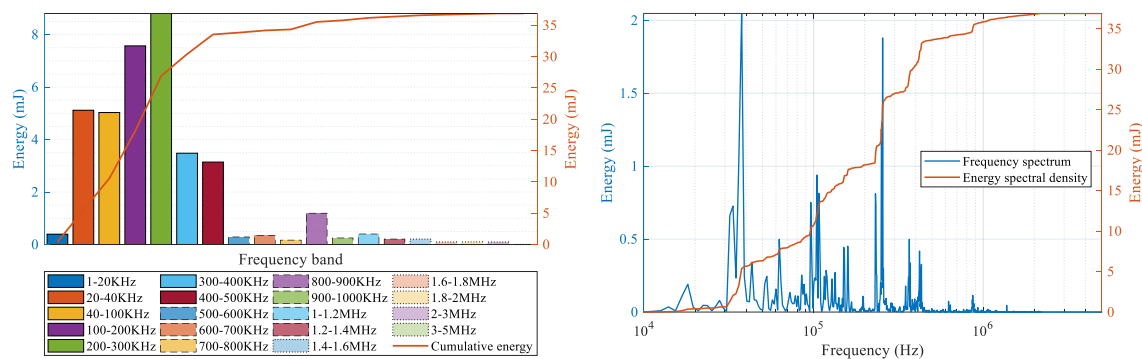 8
6
4
2
0
Energy (mJ)
35
30
25
20
15
10
5
0
Energy (mJ)
Frequency band
1-20KHz
20-40KHz
40-100KHz
100-200KHz
200-300KHz
300-400KHz
400-500KHz
500-600KHz
600-700KHz
700-800KHz
800-900KHz
900-1000KHz
1-1.2MHz
1.2-1.4MHz
1.4-1.6MHz
1.6-1.8MHz
1.8-2MHz
2-3MHz
3-5MHz
Cumulative energy
2
1.5
1
0.5
0
Energy (mJ)
Frequency spectrum
Energy spectral density
35
30
25
20
15
10
5
0
Energy (mJ)
10^4
10^5
10^6
Frequency (Hz)